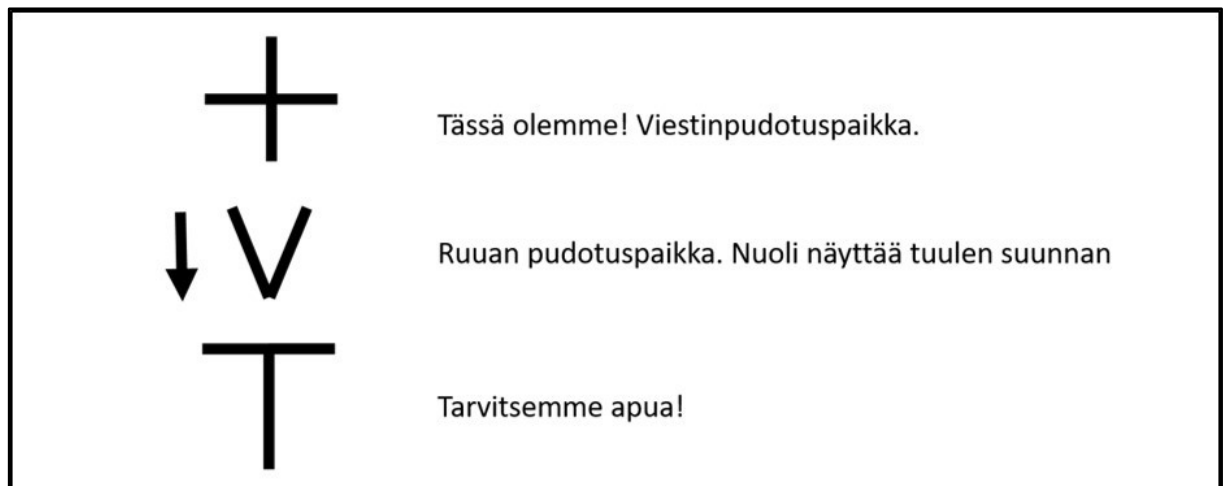 Tässä olemme! Viestinpudotuspaikka.
Ruuan pudotuspaikka. Nuoli näyttää tuulen suunnan
Tarvitsemme apua!